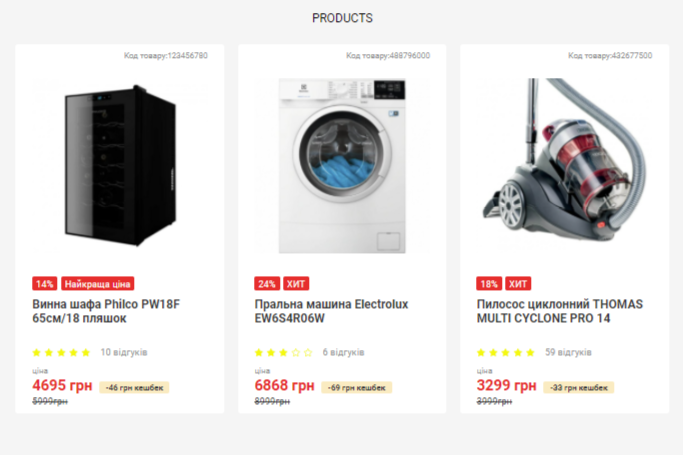 PRODUCTS
Код товару:123456780
14% Найкраща ціна
Винна шафа Philco PW18F
65см/18 пляшок
10 відгуків
ціна
4695 грн -46 грн кешбек
5999грн
Код товару:488796000
24% ХИТ
Пральна машина Electrolux
EW6S4R06W
6 відгуків
ціна
6868 грн -69 грн кешбек
8999грн
Код товару:432677500
18% ХИТ
Пилосос циклонний THOMAS
MULTI CYCLONE PRO 14
59 відгуків
ціна
3299 грн -33 грн кешбек
3999грн